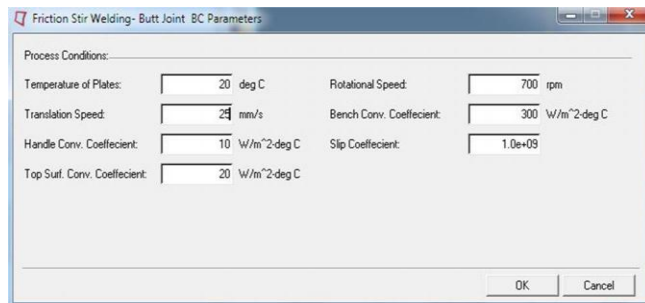 Friction Stir Welding- Butt Joint BC Parameters
Process Conditions:
Temperature of Plates: 20 deg C Rotational Speed: 700 rpm
Translation Speed: 25 mm/s Bench Conv. Coeffecient: 300 W/m^2-deg C
Handle Conv. Coeffecient: 10 W/m^2-deg C Slip Coeffecient: 1.0e+09
Top Surf. Conv. Coeffecient: 20 W/m^2-deg C
OK Cancel